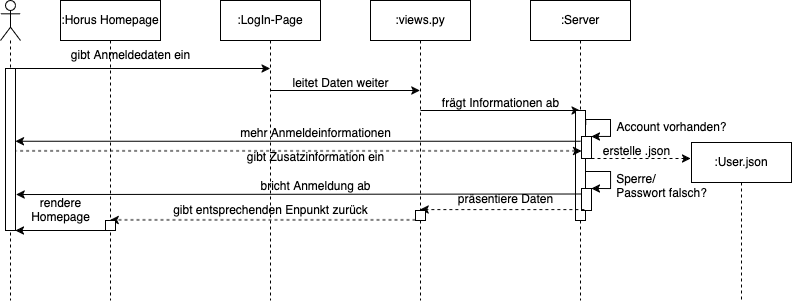 :Horus Homepage
:LogIn-Page
:views.py
:Server
gibt Anmeldedaten ein
leitet Daten weiter
frägt Informationen ab
Account vorhanden?
mehr Anmeldeinformationen
gibt Zusatzinformation ein
erstelle .json
:User.json
Sperre/
Passwort falsch?
bricht Anmeldung ab
präsentiere Daten
rendere
Homepage
gibt entsprechenden Enpunkt zurück